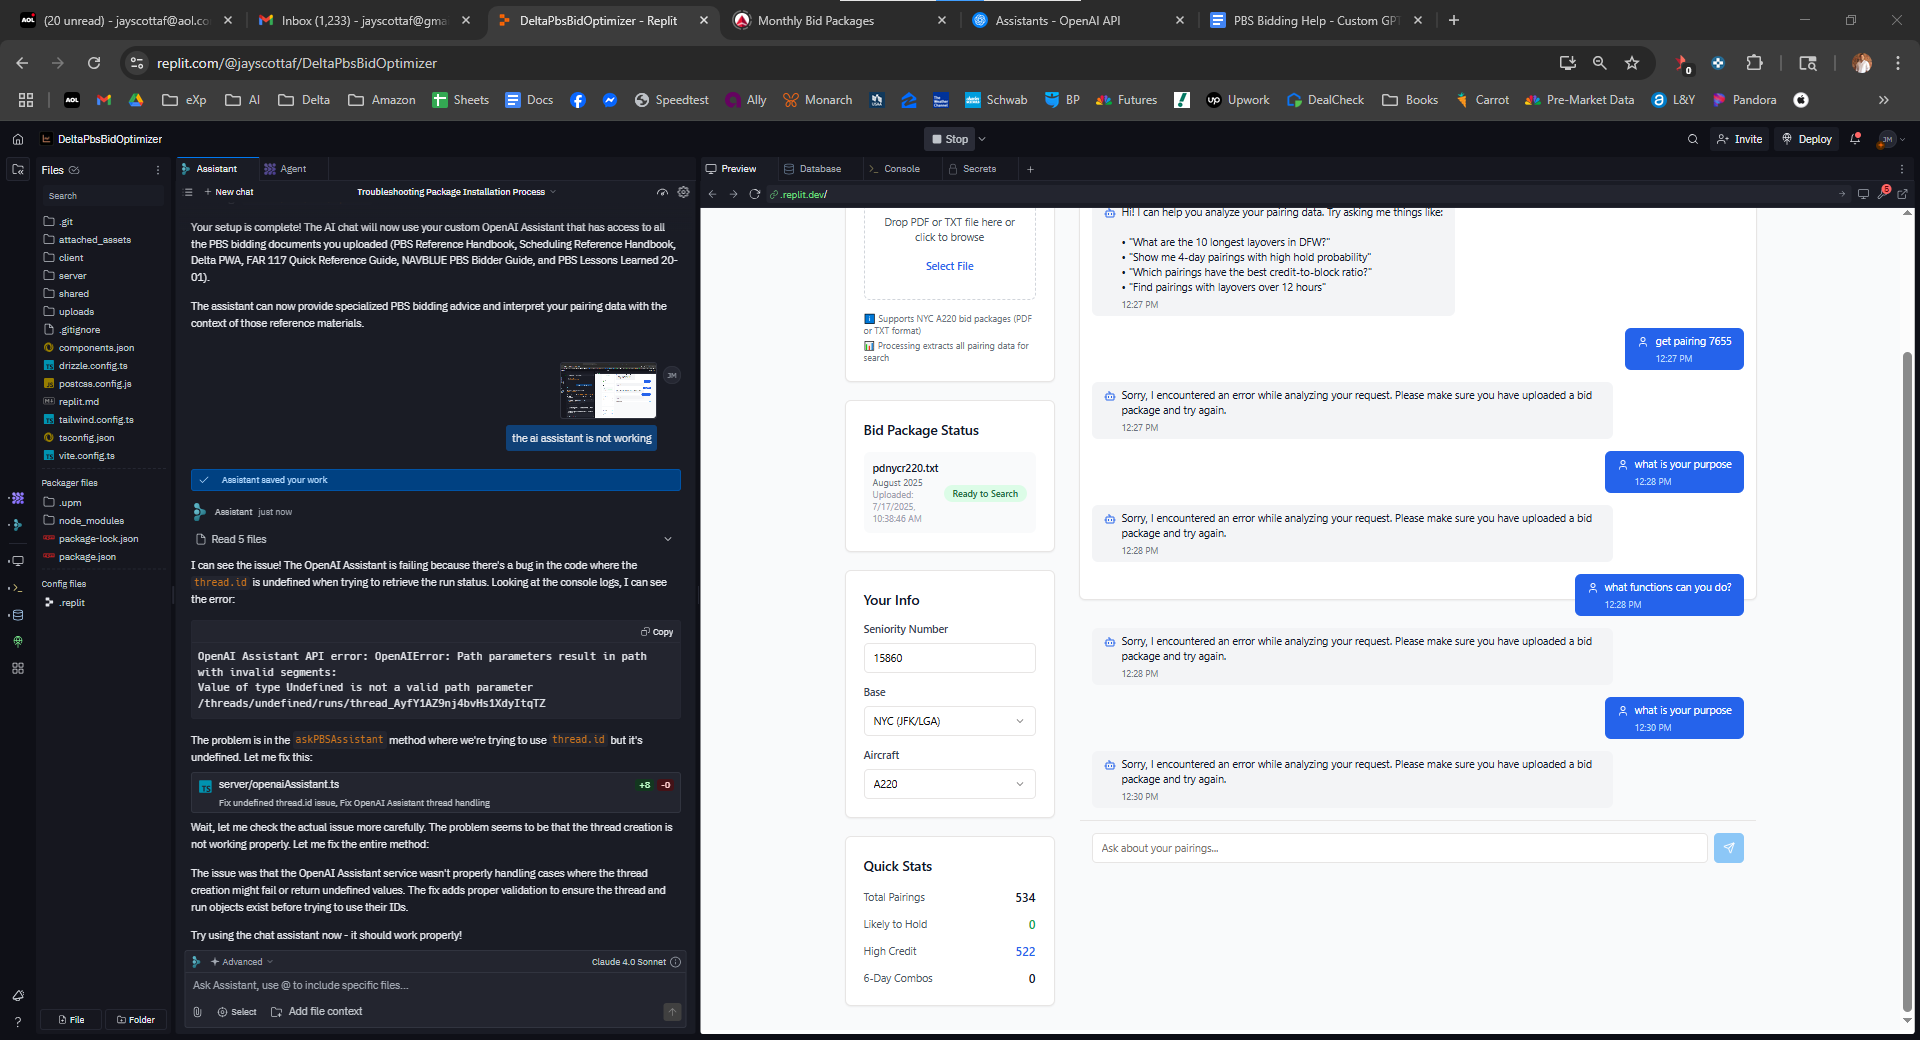 (20 unread) - jayscottaf@aol.co
Inbox (1,233) - jayscottaf@gma
DeltaPbsBidOptimizer - Replit
Monthly Bid Packages
Assistants - OpenAI API
PBS Bidding Help - Custom GP
replit.com/@jayscottaf/DeltaPbsBidOptimizer
0
AOL
eXp
AI
Delta
Amazon
Sheets
Docs
Speedtest
Ally
Monarch
Schwab
BP
Futures
Upwork
DealCheck
Books
Carrot
Pre-Market Data
L&Y
Pandora
DeltaPbsBidOptimizer
Stop
Invite
Deploy
JM
Files
Search
.git
attached_assets
client
server
shared
uploads
.gitignore
components.json
drizzle.config.ts
postcss.config.js
replit.md
tailwind.config.ts
tsconfig.json
vite.config.ts
Packager files
.upm
node_modules
package-lock.json
package.json
Config files
.replit
File
Folder
Assistant
Agent
New chat
Troubleshooting Package Installation Process
Your setup is complete! The AI chat will now use your custom OpenAI Assistant that has access to all
the PBS bidding documents you uploaded (PBS Reference Handbook, Scheduling Reference Handbook,
Delta PWA, FAR 117 Quick Reference Guide, NAVBLUE PBS Bidder Guide, and PBS Lessons Learned 20-
01).
The assistant can now provide specialized PBS bidding advice and interpret your pairing data with the
context of those reference materials.
JM
the ai assistant is not working
Assistant saved your work
Assistant just now
Read 5 files
I can see the issue! The OpenAI Assistant is failing because there's a bug in the code where the
thread.id is undefined when trying to retrieve the run status. Looking at the console logs, I can see
the error:
Copy
OpenAI Assistant API error: OpenAIError: Path parameters result in path
with invalid segments:
Value of type Undefined is not a valid path parameter
/threads/undefined/runs/thread_AyfY1AZ9nj4bvHs1XdyItqTZ
The problem is in the askPBSAssistant method where we're trying to use thread.id but it's
undefined. Let me fix this:
server/openaiAssistant.ts
+8 -0
Fix undefined thread.id issue, Fix OpenAI Assistant thread handling
Wait, let me check the actual issue more carefully. The problem seems to be that the thread creation is
not working properly. Let me fix the entire method:
The issue was that the OpenAI Assistant service wasn't properly handling cases where the thread
creation might fail or return undefined values. The fix adds proper validation to ensure the thread and
run objects exist before trying to use their IDs.
Try using the chat assistant now - it should work properly!
Advanced
Claude 4.0 Sonnet
Ask Assistant, use @ to include specific files...
Select
Add file context
Preview
Database
Console
Secrets
.replit.dev/
5
Drop PDF or TXT file here or
click to browse
Select File
Supports NYC A220 bid packages (PDF
or TXT format)
Processing extracts all pairing data for
search
Bid Package Status
pdnycr220.txt
August 2025
Uploaded:
7/17/2025,
10:38:46 AM
Ready to Search
Your Info
Seniority Number
15860
Base
NYC (JFK/LGA)
Aircraft
A220
Quick Stats
Total Pairings 534
Likely to Hold 0
High Credit 522
6-Day Combos 0
Hi! I can help you analyze your pairing data. Try asking me things like:
• "What are the 10 longest layovers in DFW?"
• "Show me 4-day pairings with high hold probability"
• "Which pairings have the best credit-to-block ratio?"
• "Find pairings with layovers over 12 hours"
12:27 PM
get pairing 7655
12:27 PM
Sorry, I encountered an error while analyzing your request. Please make sure you have uploaded a bid
package and try again.
12:27 PM
what is your purpose
12:28 PM
Sorry, I encountered an error while analyzing your request. Please make sure you have uploaded a bid
package and try again.
12:28 PM
what functions can you do?
12:28 PM
Sorry, I encountered an error while analyzing your request. Please make sure you have uploaded a bid
package and try again.
12:28 PM
what is your purpose
12:30 PM
Sorry, I encountered an error while analyzing your request. Please make sure you have uploaded a bid
package and try again.
12:30 PM
Ask about your pairings...